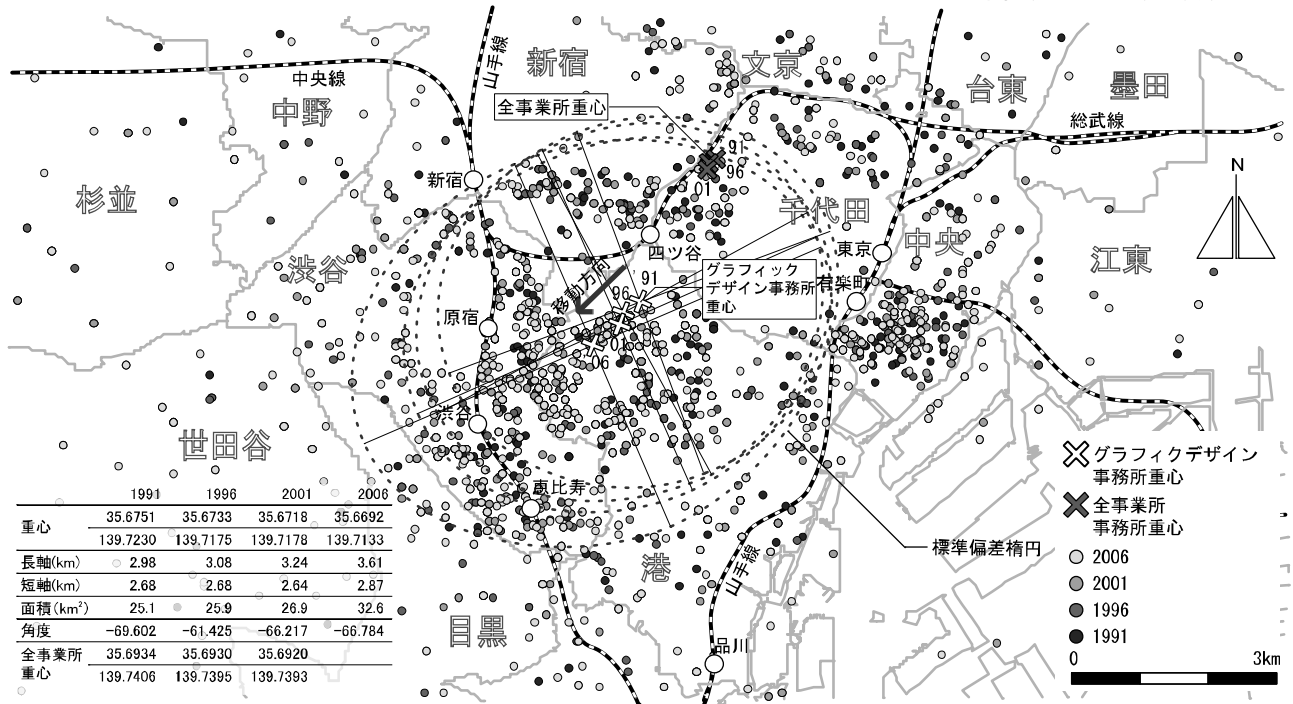 新宿
文京
台東
墨田
山手線
中央線
中野
全事業所重心
総武線
N
91
96
01
新宿
杉並
千代田
四ツ谷
東京
中央
江東
渋谷
移動方向
グラフィック
デザイン事務所
重心
有楽町
91
96
01
06
原宿
渋谷
世田谷
恵比寿
港
山手線
目黒
品川
標準偏差楕円
1991 1996 2001 2006
重心 35.6751 35.6733 35.6718 35.6692
139.7230 139.7175 139.7178 139.7133
長軸(km) 2.98 3.08 3.24 3.61
短軸(km) 2.68 2.68 2.64 2.87
面積(km²) 25.1 25.9 26.9 32.6
角度 -69.602 -61.425 -66.217 -66.784
全事業所 35.6934 35.6930 35.6920
重心 139.7406 139.7395 139.7393
グラフィクデザイン
事務所重心
全事業所
事務所重心
2006
2001
1996
1991
0 3km